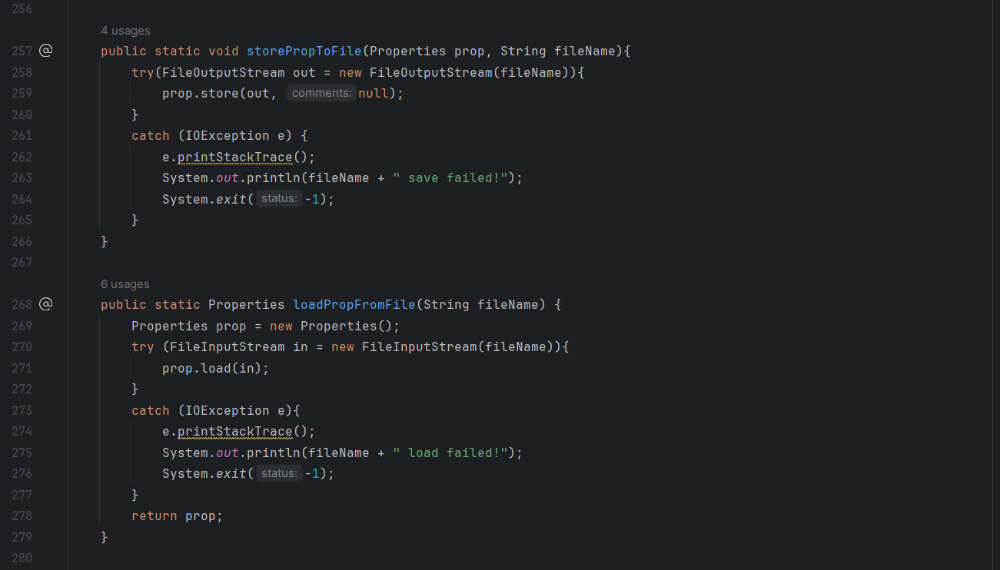 256
4 usages
257 @ public static void storePropToFile(Properties prop, String fileName){
258 try(FileOutputStream out = new FileOutputStream(fileName)){
259 prop.store(out, comments: null);
260 }
261 catch (IOException e) {
262 e.printStackTrace();
263 System.out.println(fileName + " save failed!");
264 System.exit( status: -1);
265 }
266 }
267
6 usages
268 @ public static Properties loadPropFromFile(String fileName) {
269 Properties prop = new Properties();
270 try (FileInputStream in = new FileInputStream(fileName)){
271 prop.load(in);
272 }
273 catch (IOException e){
274 e.printStackTrace();
275 System.out.println(fileName + " load failed!");
276 System.exit( status: -1);
277 }
278 return prop;
279 }
280